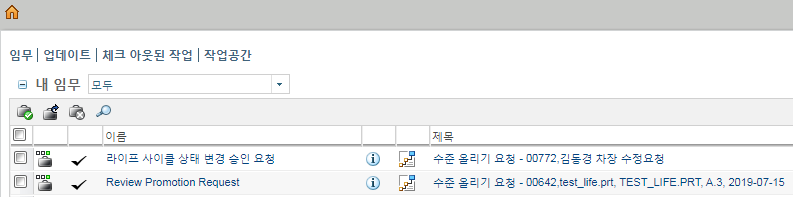 임무 | 업데이트 | 체크 아웃된 작업 | 작업공간
내 임무 모두
이름 제목
라이프 사이클 상태 변경 승인 요청 수준 올리기 요청 - 00772,김동경 차장 수정요청
Review Promotion Request 수준 올리기 요청 - 00642,test_life.prt, TEST_LIFE.PRT, A.3, 2019-07-15